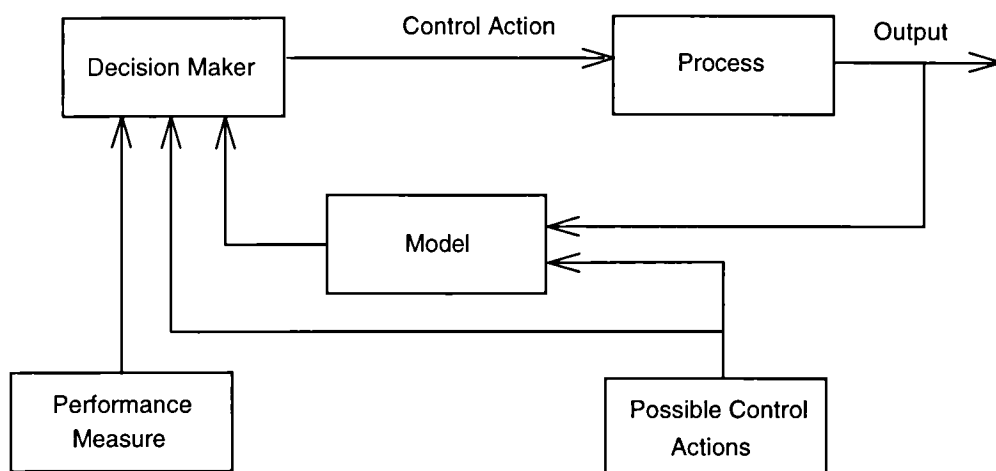 Control Action
Output
Decision Maker
Process
Model
Performance
Measure
Possible Control
Actions